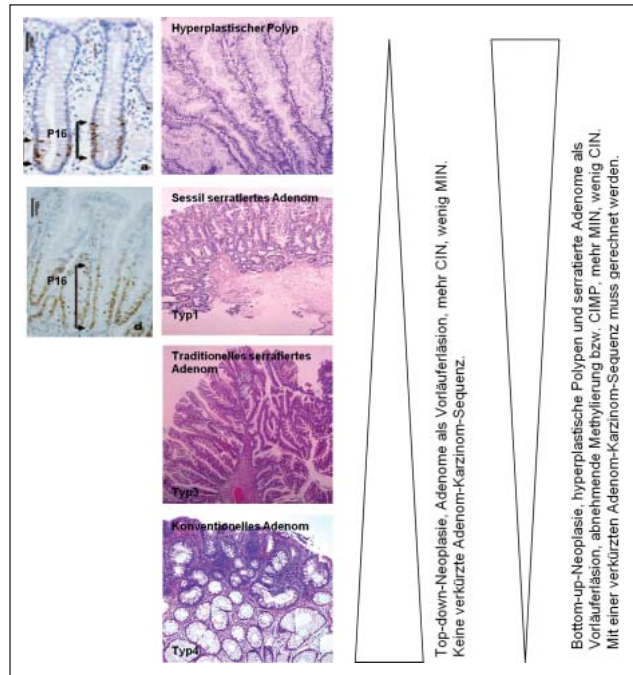 Hyperplastischer Polyp
P16
a
Sessil serratiertes Adenom
P16
d
Typ1
Traditionelles serratiertes
Adenom
Typ3
Konventionelles Adenom
Typ4
Top-down-Neoplasie, Adenome als Vorläuferläsion, mehr CIN, wenig MIN.
Keine verkürzte Adenom-Karzinom-Sequenz.
Bottom-up-Neoplasie, hyperplastische Polypen und serratierte Adenome als
Vorläuferläsion, abnehmende Methylierung bzw. CIMP, mehr MIN, wenig CIN.
Mit einer verkürzten Adenom-Karzinom-Sequenz muss gerechnet werden.